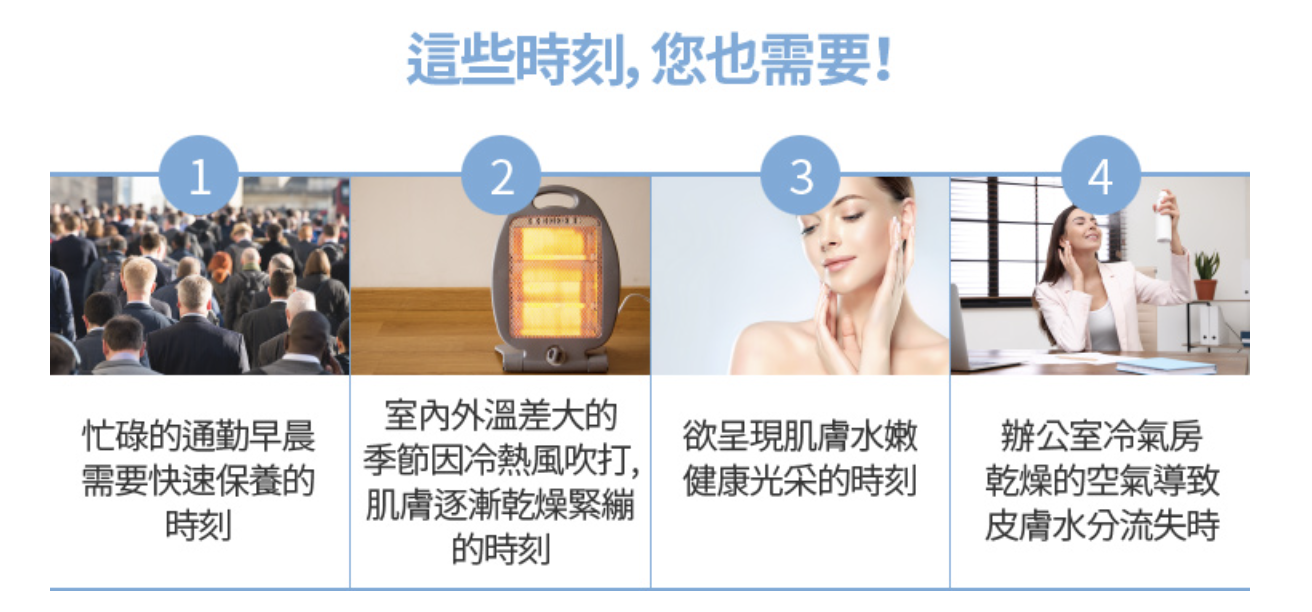 這些時刻, 您也需要!
1
忙碌的通勤早晨
需要快速保養的
時刻
2
室內外溫差大的
季節因冷熱風吹打,
肌膚逐漸乾燥緊繃
的時刻
3
欲呈現肌膚水嫩
健康光采的時刻
4
辦公室冷氣房
乾燥的空氣導致
皮膚水分流失時